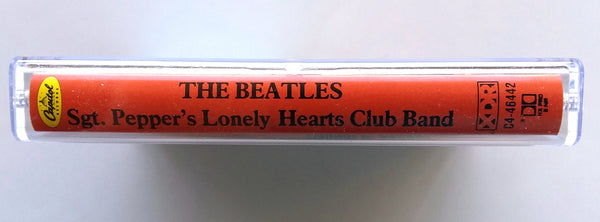 Capitol
THE BEATLES
Sgt. Pepper's Lonely Hearts Club Band
XDR
C4-46442